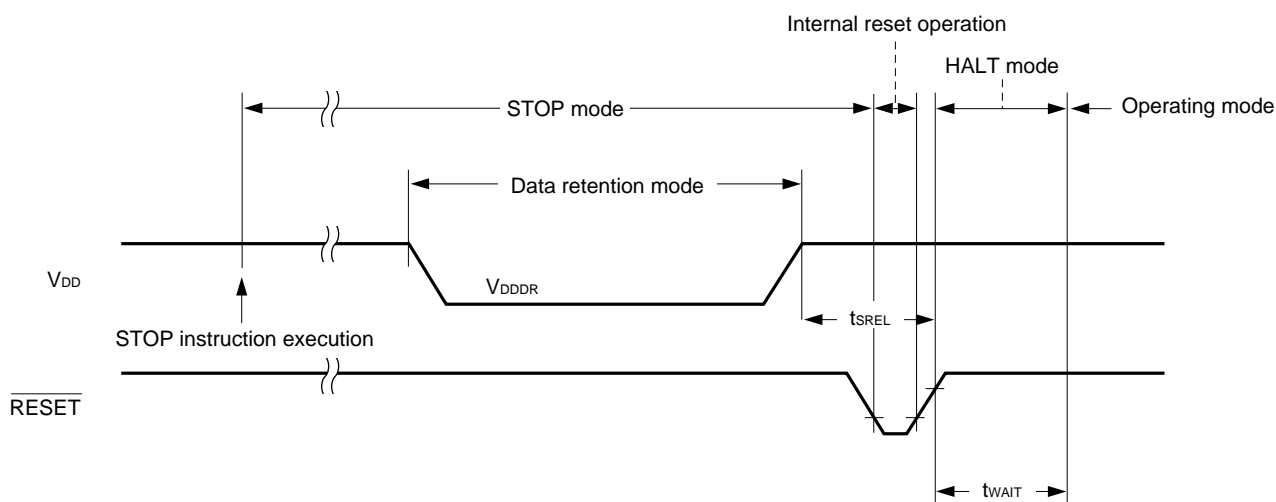 Internal reset operation
HALT mode
STOP mode
Operating mode
Data retention mode
VDD
VDDDR
tSREL
STOP instruction execution
RESET
tWAIT